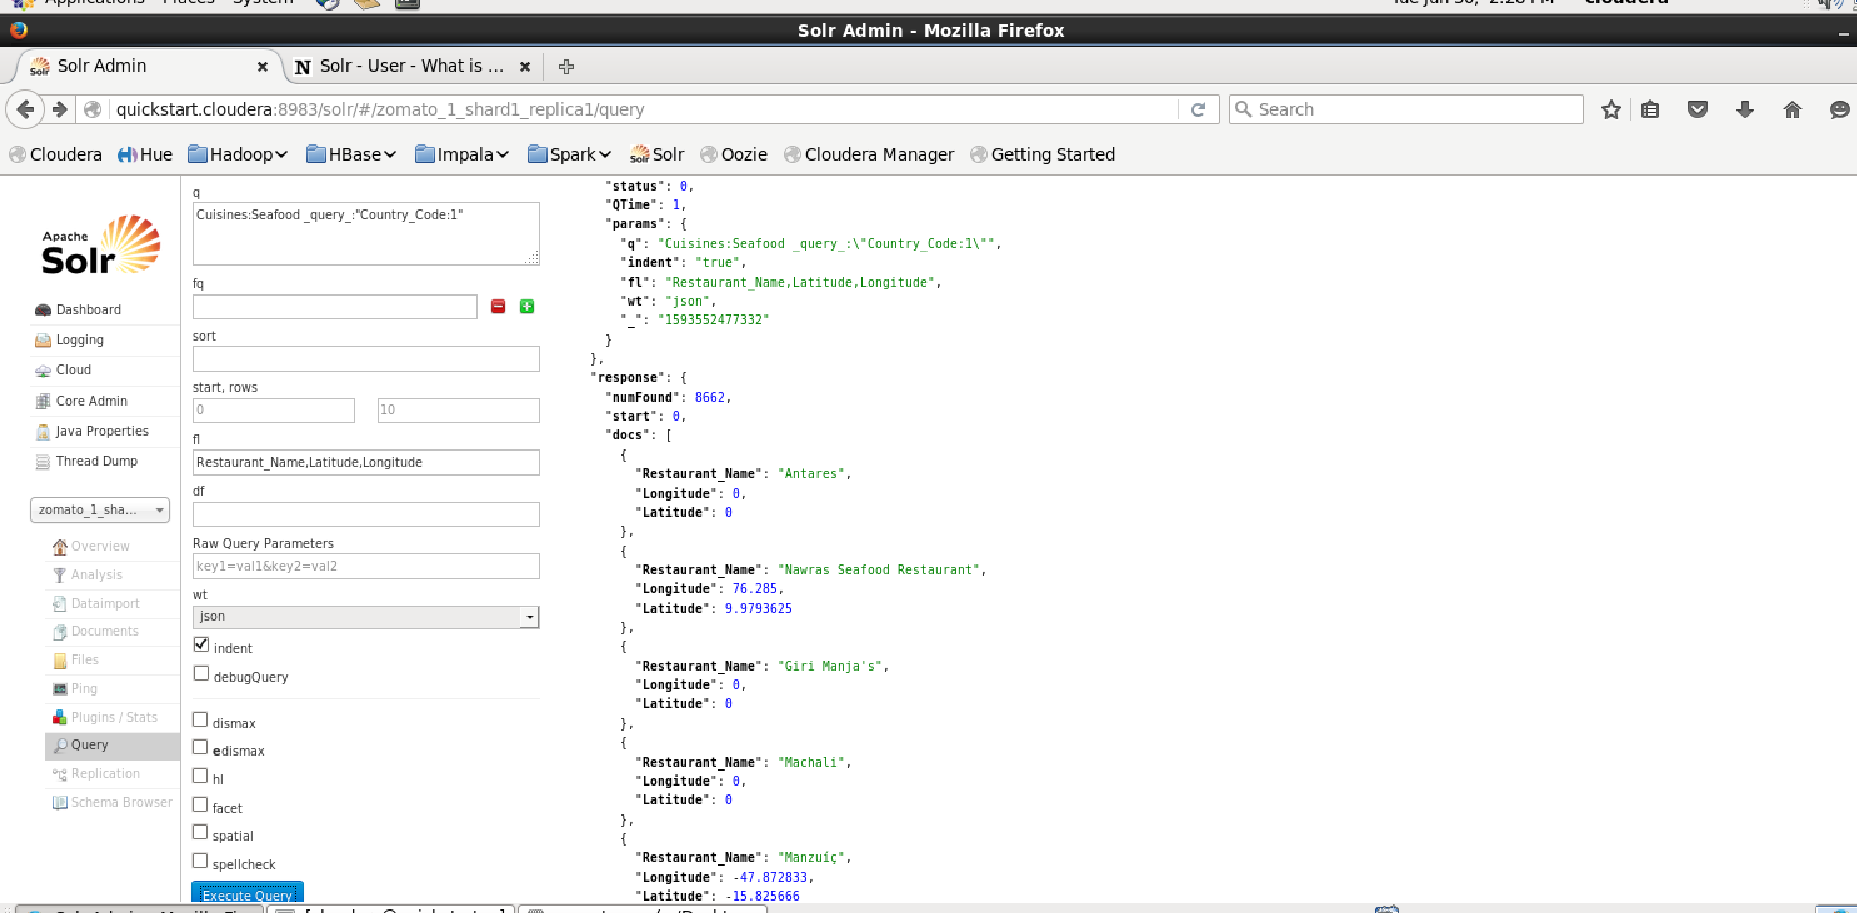 Applications Places System
Tue Jun 30, 2:28 PM cloudera
Solr Admin - Mozilla Firefox
Solr Admin
Solr - User - What is ...
quickstart.cloudera:8983/solr/#/zomato_1_shard1_replica1/query
Search
Cloudera Hue Hadoop HBase Impala Spark Solr Oozie Cloudera Manager Getting Started
Apache
Solr
Dashboard
Logging
Cloud
Core Admin
Java Properties
Thread Dump
zomato_1_sha...
Overview
Analysis
Dataimport
Documents
Files
Ping
Plugins / Stats
Query
Replication
Schema Browser
q
Cuisines:Seafood _query_:"Country_Code:1"
fq
sort
start, rows
0 10
fl
Restaurant_Name,Latitude,Longitude
df
Raw Query Parameters
key1=val1&key2=val2
wt
json
indent
debugQuery
dismax
edismax
hl
facet
spatial
spellcheck
Execute Query
"status": 0,
"QTime": 1,
"params": {
"q": "Cuisines:Seafood _query_:\"Country_Code:1\"",
"indent": "true",
"fl": "Restaurant_Name,Latitude,Longitude",
"wt": "json",
"_": "1593552477332"
}
},
"response": {
"numFound": 8662,
"start": 0,
"docs": [
{
"Restaurant_Name": "Antares",
"Longitude": 0,
"Latitude": 0
},
{
"Restaurant_Name": "Nawras Seafood Restaurant",
"Longitude": 76.285,
"Latitude": 9.9793625
},
{
"Restaurant_Name": "Giri Manja's",
"Longitude": 0,
"Latitude": 0
},
{
"Restaurant_Name": "Machali",
"Longitude": 0,
"Latitude": 0
},
{
"Restaurant_Name": "Manzuíç",
"Longitude": -47.872833,
"Latitude": -15.825666